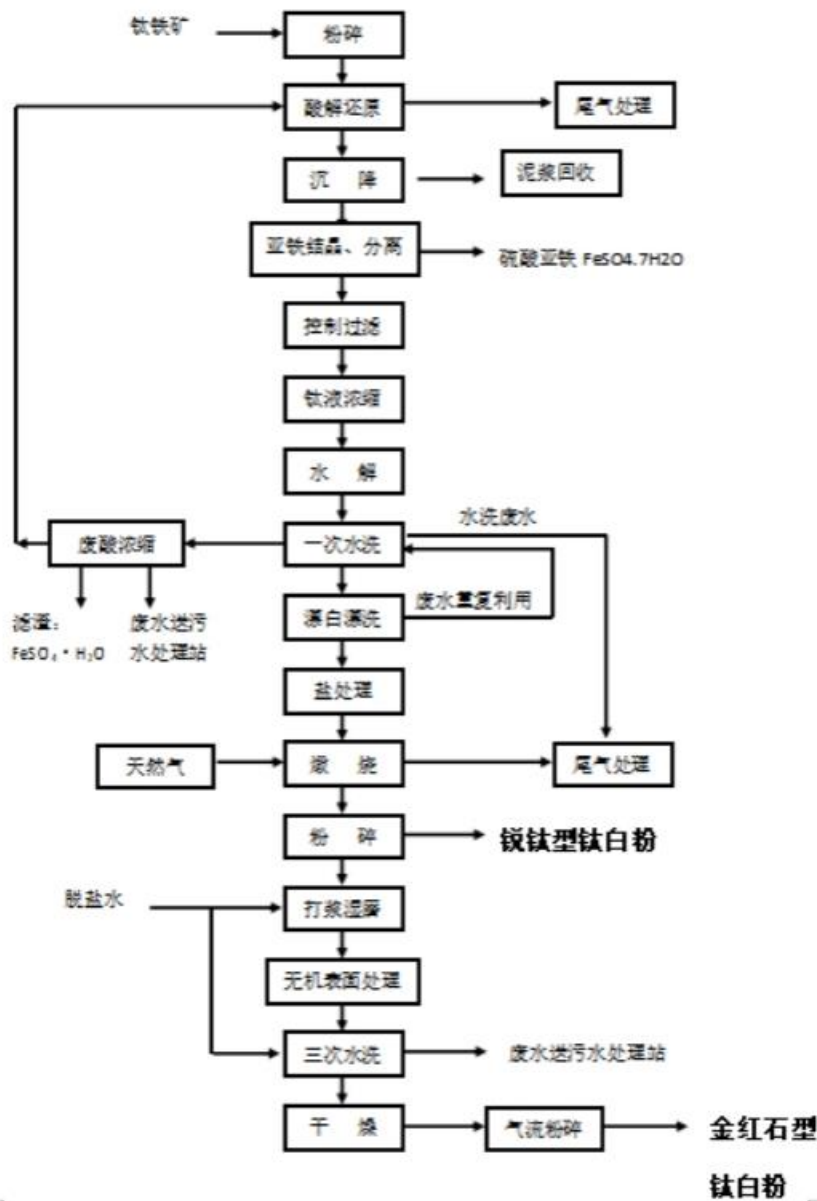 钛铁矿
粉碎
酸解还原
尾气处理
沉 降
泥浆回收
亚铁结晶、分离
硫酸亚铁 FeSO4.7H2O
控制过滤
钛液浓缩
水 解
水洗废水
废酸浓缩
一次水洗
漂白漂洗
废水重复利用
滤渣:
FeSO₄·H₂O
废水送污
水处理站
盐处理
天然气
煅 烧
尾气处理
粉 碎
锐钛型钛白粉
脱盐水
打浆湿磨
无机表面处理
三次水洗
废水送污水处理站
干 燥
气流粉碎
金红石型
钛白粉